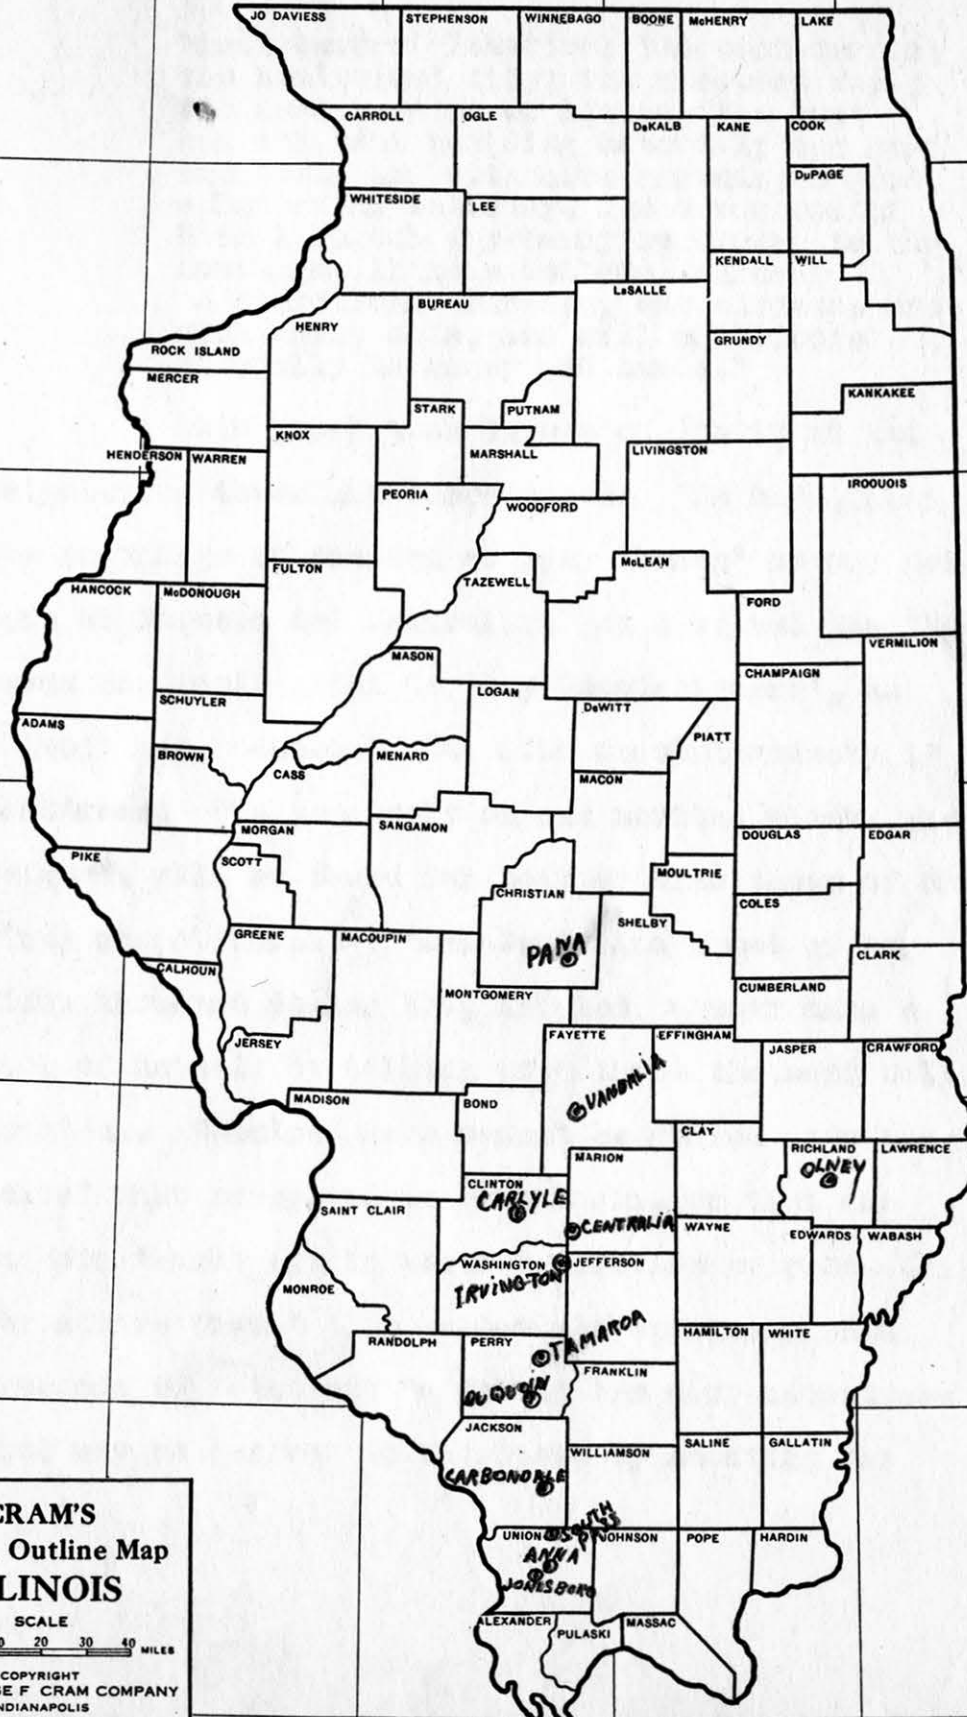 JO DAVIESS STEPHENSON WINNEBAGO BOONE McHENRY LAKE
CARROLL OGLE DeKALB KANE COOK
DuPAGE
WHITESIDE LEE
KENDALL WILL
BUREAU LaSALLE
HENRY GRUNDY
ROCK ISLAND
MERCER KANKAKEE
STARK PUTNAM
KNOX
HENDERSON WARREN MARSHALL LIVINGSTON
PEORIA WOODFORD IROQUOIS
FULTON TAZEWELL McLEAN
HANCOCK McDONOUGH FORD
MASON VERMILION
LOGAN CHAMPAIGN
SCHUYLER DeWITT
ADAMS PIATT
BROWN CASS MENARD MACON
MORGAN SANGAMON DOUGLAS EDGAR
PIKE SCOTT MOULTRIE
CHRISTIAN COLES
SHELBY
GREENE MACOUPIN PANA CLARK
CALHOUN MONTGOMERY CUMBERLAND
JERSEY FAYETTE EFFINGHAM JASPER CRAWFORD
VANDALIA
MADISON BOND
CLAY
MARION RICHLAND LAWRENCE
OLNEY
CLINTON
CARLYLE
SAINT CLAIR CENTRALIA WAYNE
EDWARDS WABASH
WASHINGTON JEFFERSON
IRVINGTON
MONROE
RANDOLPH PERRY TAMAROA HAMILTON WHITE
FRANKLIN
DUQUOIN
JACKSON
WILLIAMSON SALINE GALLATIN
CARBONDALE
UNION SOUTH PASS JOHNSON POPE HARDIN
ANNA
JONESBORO
ALEXANDER PULASKI MASSAC
CRAM'S
Outline Map
LINOIS
SCALE
0 20 30 40 MILES
COPYRIGHT
GE F CRAM COMPANY
INDIANAPOLIS